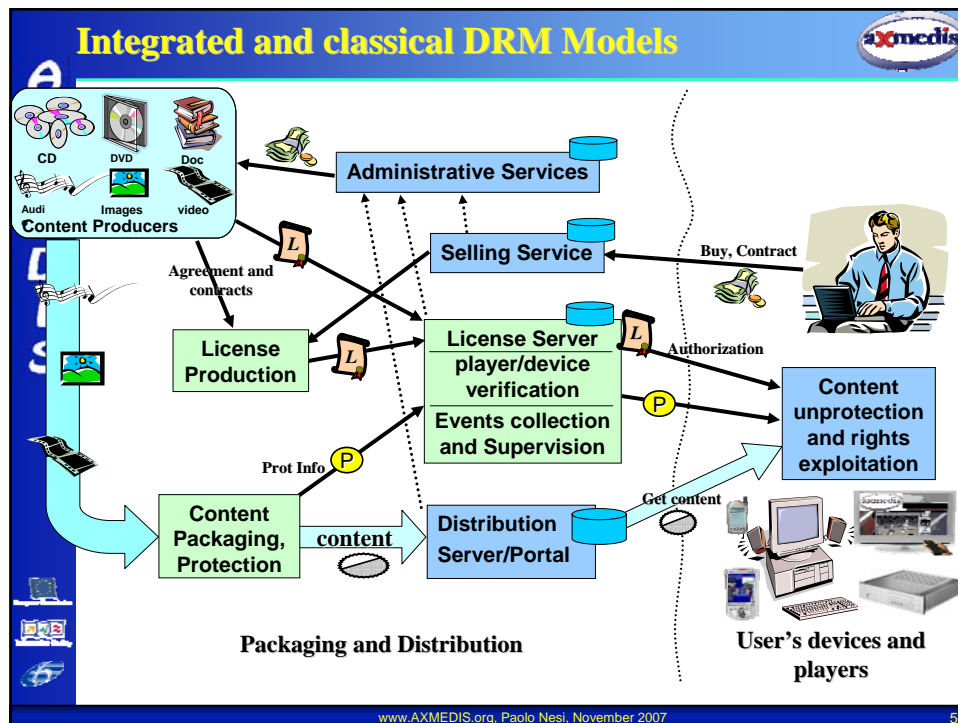 Integrated and classical DRM Models
axmedis
CD
DVD
Doc
Audi
o
Images
video
Content Producers
Administrative Services
Selling Service
Buy, Contract
Agreement and
contracts
L
License
Production
L
License Server
player/device
verification
Events collection
and Supervision
L
Authorization
P
Content
unprotection
and rights
exploitation
Prot Info
P
Get content
Content
Packaging,
Protection
content
Distribution
Server/Portal
Packaging and Distribution
User's devices and
players
www.AXMEDIS.org, Paolo Nesi, November 2007
5